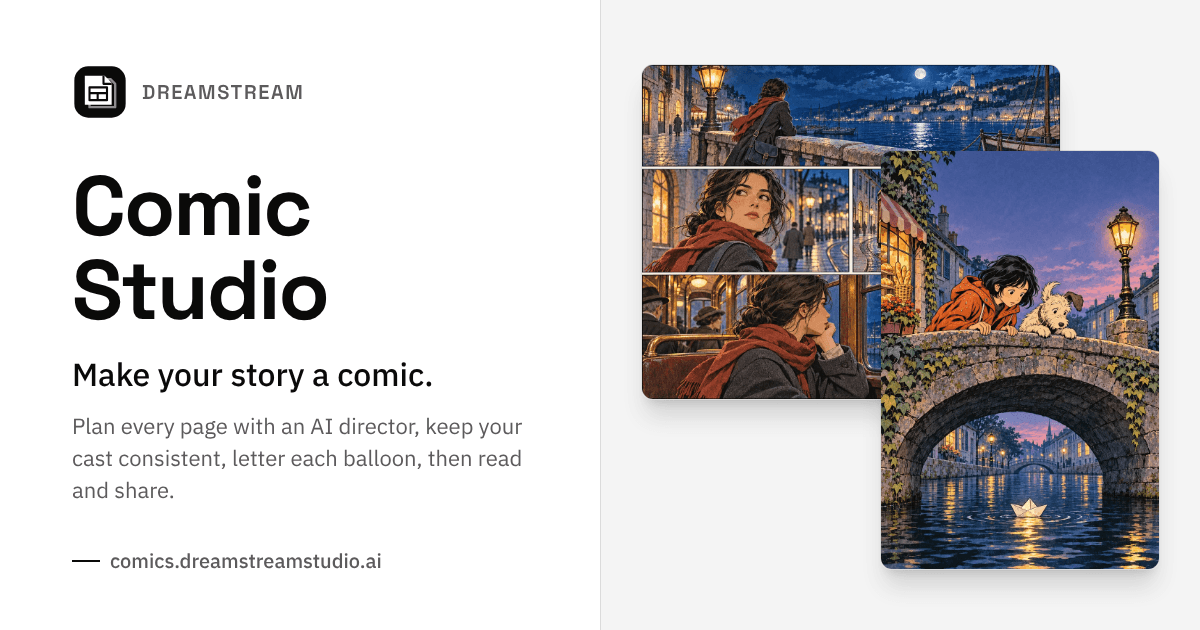 DREAMSTREAM
Comic
Studio
Make your story a comic.
Plan every page with an AI director, keep your
cast consistent, letter each balloon, then read
and share.
comics.dreamstreamstudio.ai